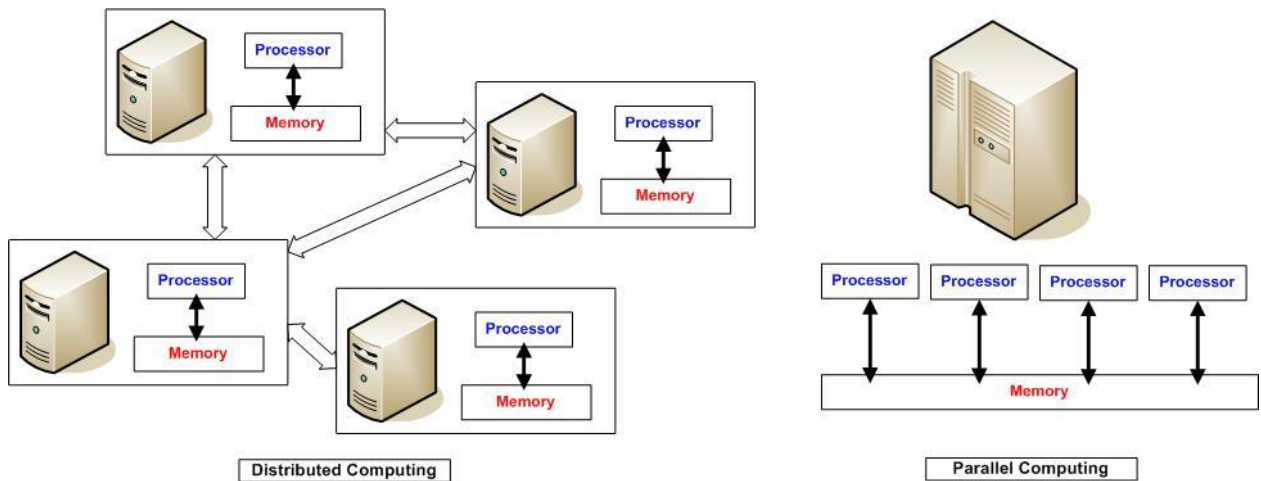 Processor
Memory
Processor
Memory
Processor
Memory
Processor
Memory
Distributed Computing
Processor
Processor
Processor
Processor
Memory
Parallel Computing